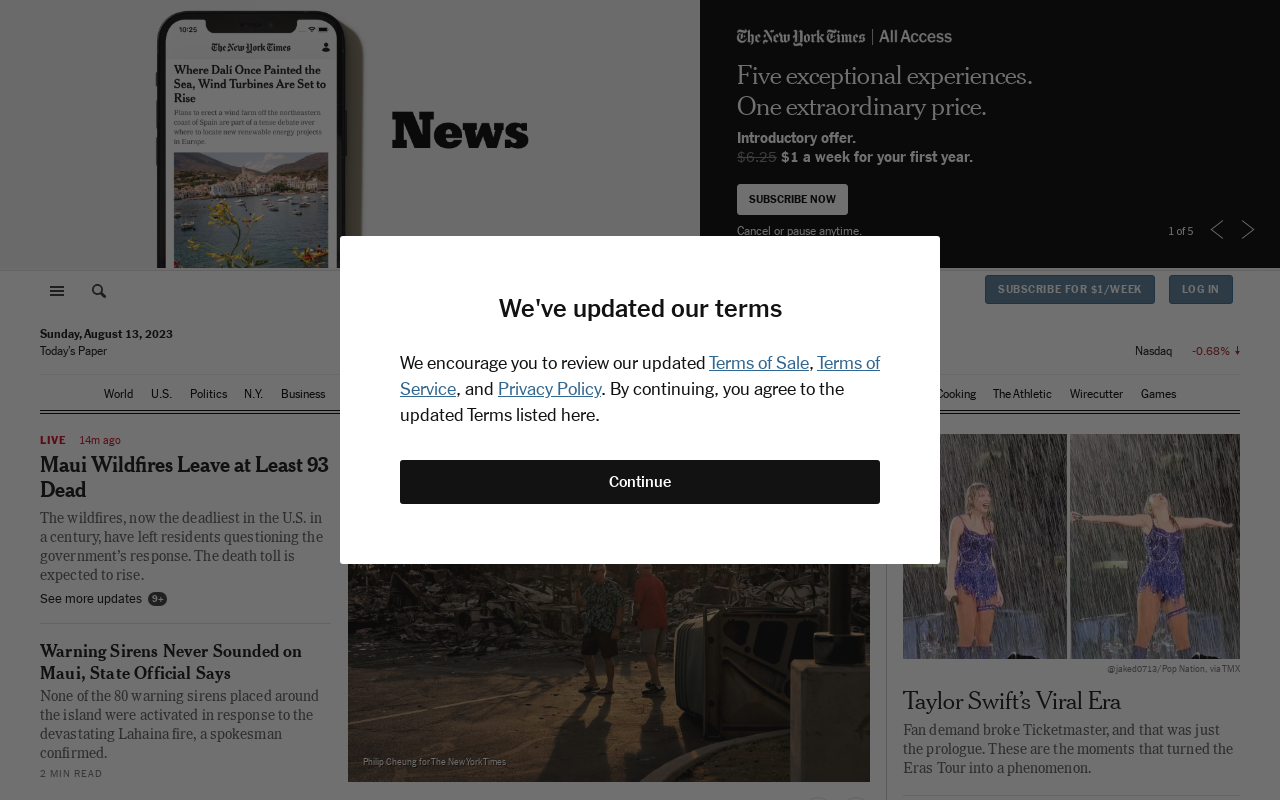 10:25
The New York Times
Where Dalí Once Painted the
Sea, Wind Turbines Are Set to
Rise
Plans to erect a wind farm off the northeastern
coast of Spain are part of a tense debate over
where to locate new renewable energy projects
in Europe.
News
The New York Times | All Access
Five exceptional experiences.
One extraordinary price.
Introductory offer.
$6.25 $1 a week for your first year.
SUBSCRIBE NOW
Cancel or pause anytime.
1 of 5
SUBSCRIBE FOR $1/WEEK
LOG IN
Sunday, August 13, 2023
Today's Paper
Nasdaq -0.68%
World U.S. Politics N.Y. Business
Cooking The Athletic Wirecutter Games
We've updated our terms
We encourage you to review our updated Terms of Sale, Terms of
Service, and Privacy Policy. By continuing, you agree to the
updated Terms listed here.
Continue
LIVE 14m ago
Maui Wildfires Leave at Least 93
Dead
The wildfires, now the deadliest in the U.S. in
a century, have left residents questioning the
government's response. The death toll is
expected to rise.
See more updates 9+
Warning Sirens Never Sounded on
Maui, State Official Says
None of the 80 warning sirens placed around
the island were activated in response to the
devastating Lahaina fire, a spokesman
confirmed.
2 MIN READ
Philip Cheung for The New York Times
@jaked0713/Pop Nation, via TMX
Taylor Swift's Viral Era
Fan demand broke Ticketmaster, and that was just
the prologue. These are the moments that turned the
Eras Tour into a phenomenon.